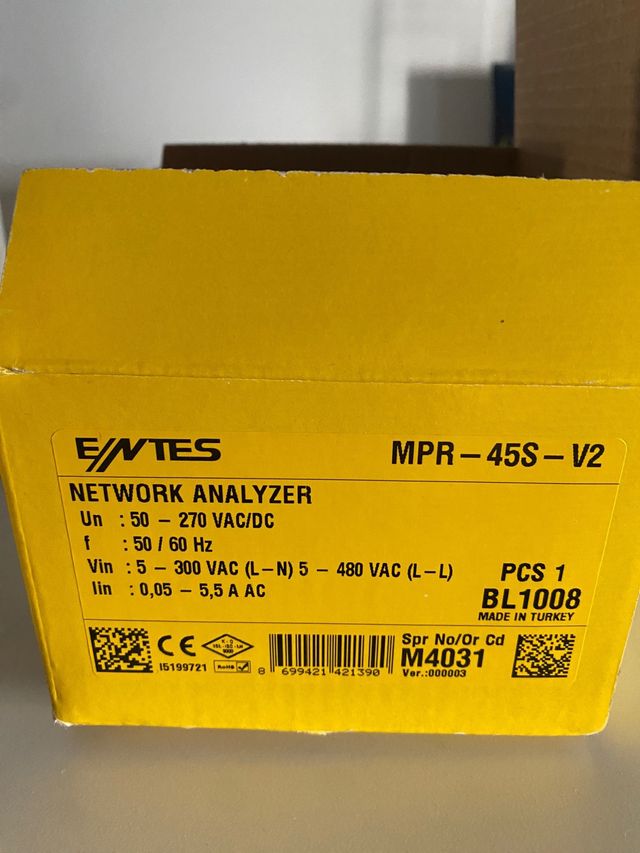 ENTES
MPR – 45S – V2
NETWORK ANALYZER
Un : 50 – 270 VAC/DC
f : 50 / 60 Hz
Vin : 5 – 300 VAC (L–N) 5 – 480 VAC (L–L)
Iin : 0,05 – 5,5 A AC
PCS 1
BL1008
MADE IN TURKEY
I5199721
CE
RoHS
8 699421 421390
Spr No/Or Cd
M4031
Ver.:000003